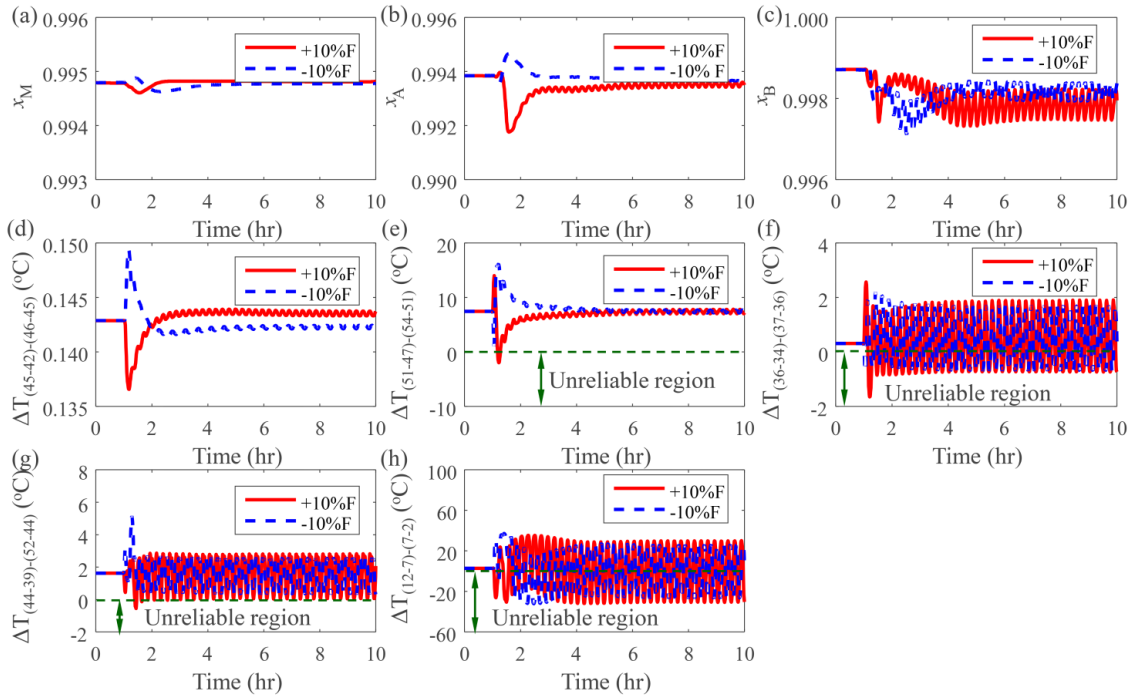 (a)
0.996
0.995
0.994
0.993
x_M
+10%F
-10%F
0 2 4 6 8 10
Time (hr)
(b)
0.996
0.994
0.992
0.990
x_A
+10%F
-10% F
0 2 4 6 8 10
Time (hr)
(c)
1.000
0.998
0.996
x_B
+10%F
-10%F
0 2 4 6 8 10
Time (hr)
(d)
0.150
0.145
0.140
0.135
ΔT_(45-42)-(46-45) (°C)
+10%F
-10%F
0 2 4 6 8 10
Time (hr)
(e)
20
10
0
-10
ΔT_(51-47)-(54-51) (°C)
+10%F
-10%F
Unreliable region
0 2 4 6 8 10
Time (hr)
(f)
4
2
0
-2
ΔT_(36-34)-(37-36) (°C)
+10%F
-10%F
Unreliable region
0 2 4 6 8 10
Time (hr)
(g)
8
6
4
2
0
-2
ΔT_(44-39)-(52-44) (°C)
+10%F
-10%F
Unreliable region
0 2 4 6 8 10
Time (hr)
(h)
100
60
20
-20
-60
ΔT_(12-7)-(7-2) (°C)
+10%F
-10%F
Unreliable region
0 2 4 6 8 10
Time (hr)